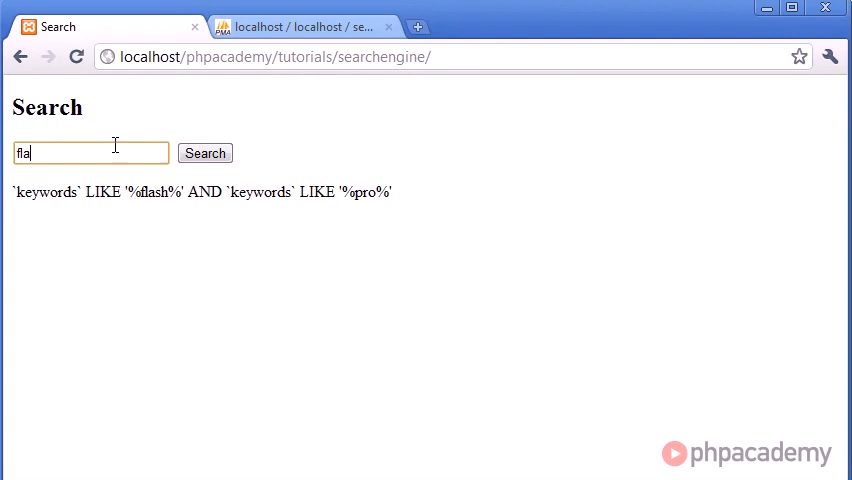 Search
localhost / localhost / se...
localhost/phpacademy/tutorials/searchengine/
Search
fla
Search
`keywords` LIKE '%flash%' AND `keywords` LIKE '%pro%'
phpacademy
PMA